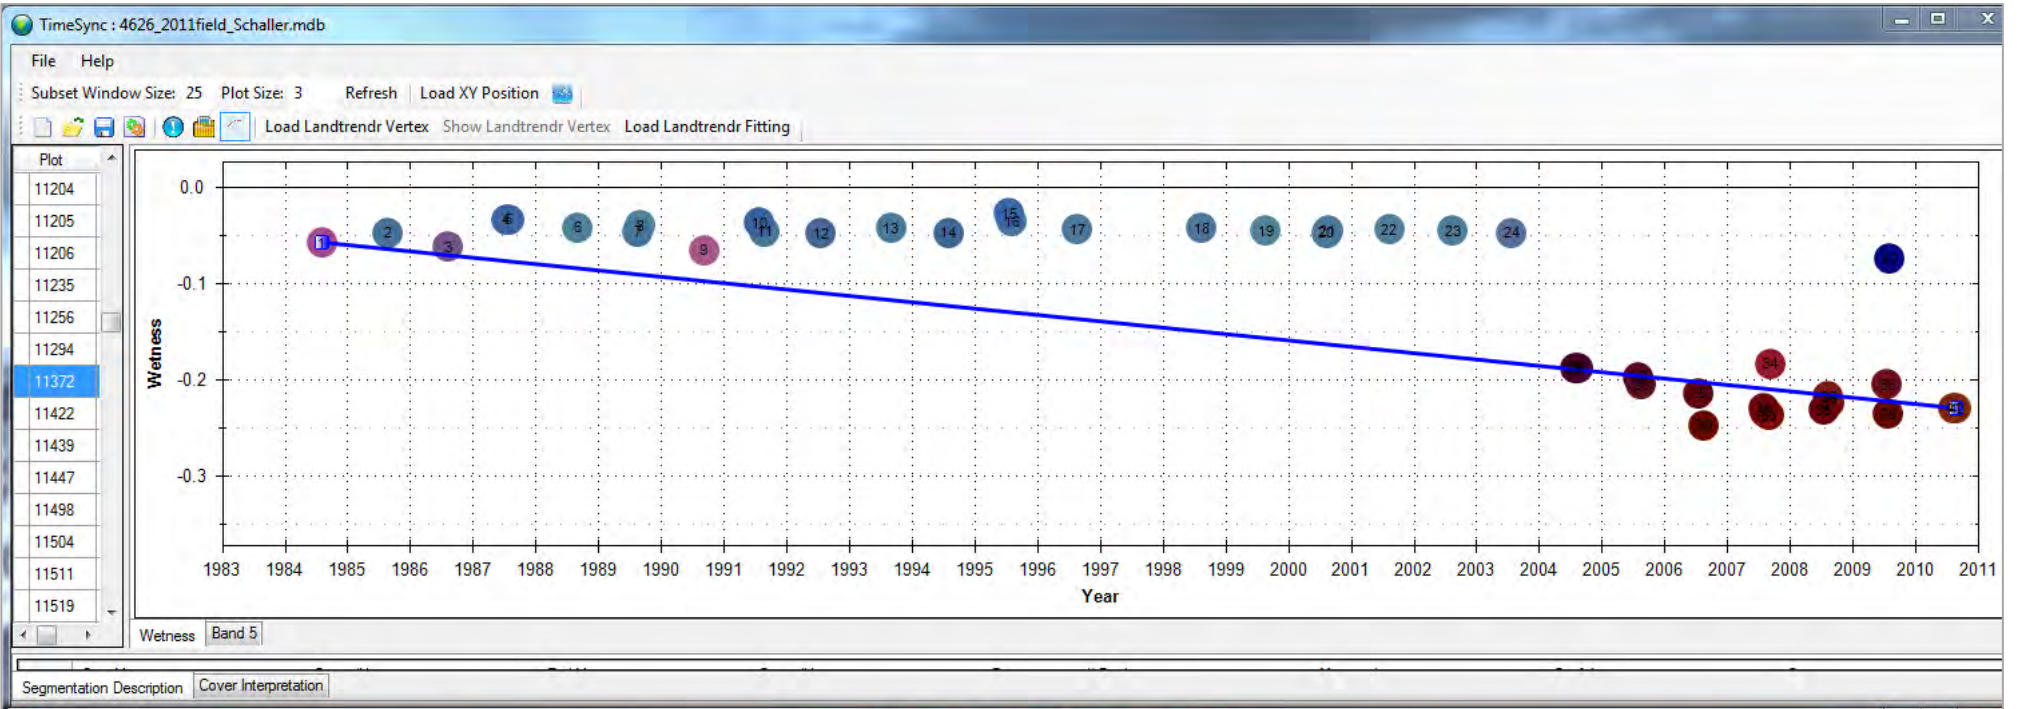 TimeSync : 4626_2011field_Schaller.mdb
File Help
Subset Window Size: 25 Plot Size: 3 Refresh Load XY Position
Load Landtrendr Vertex Show Landtrendr Vertex Load Landtrendr Fitting
Plot
11204
11205
11206
11235
11256
11294
11372
11422
11439
11447
11498
11504
11511
11519
Wetness
0.0
-0.1
-0.2
-0.3
1 2 3 6 9 10 11 12 13 14 15 16 17 18 19 20 22 23 24 34
1983 1984 1985 1986 1987 1988 1989 1990 1991 1992 1993 1994 1995 1996 1997 1998 1999 2000 2001 2002 2003 2004 2005 2006 2007 2008 2009 2010 2011
Year
Wetness Band 5
Segmentation Description Cover Interpretation